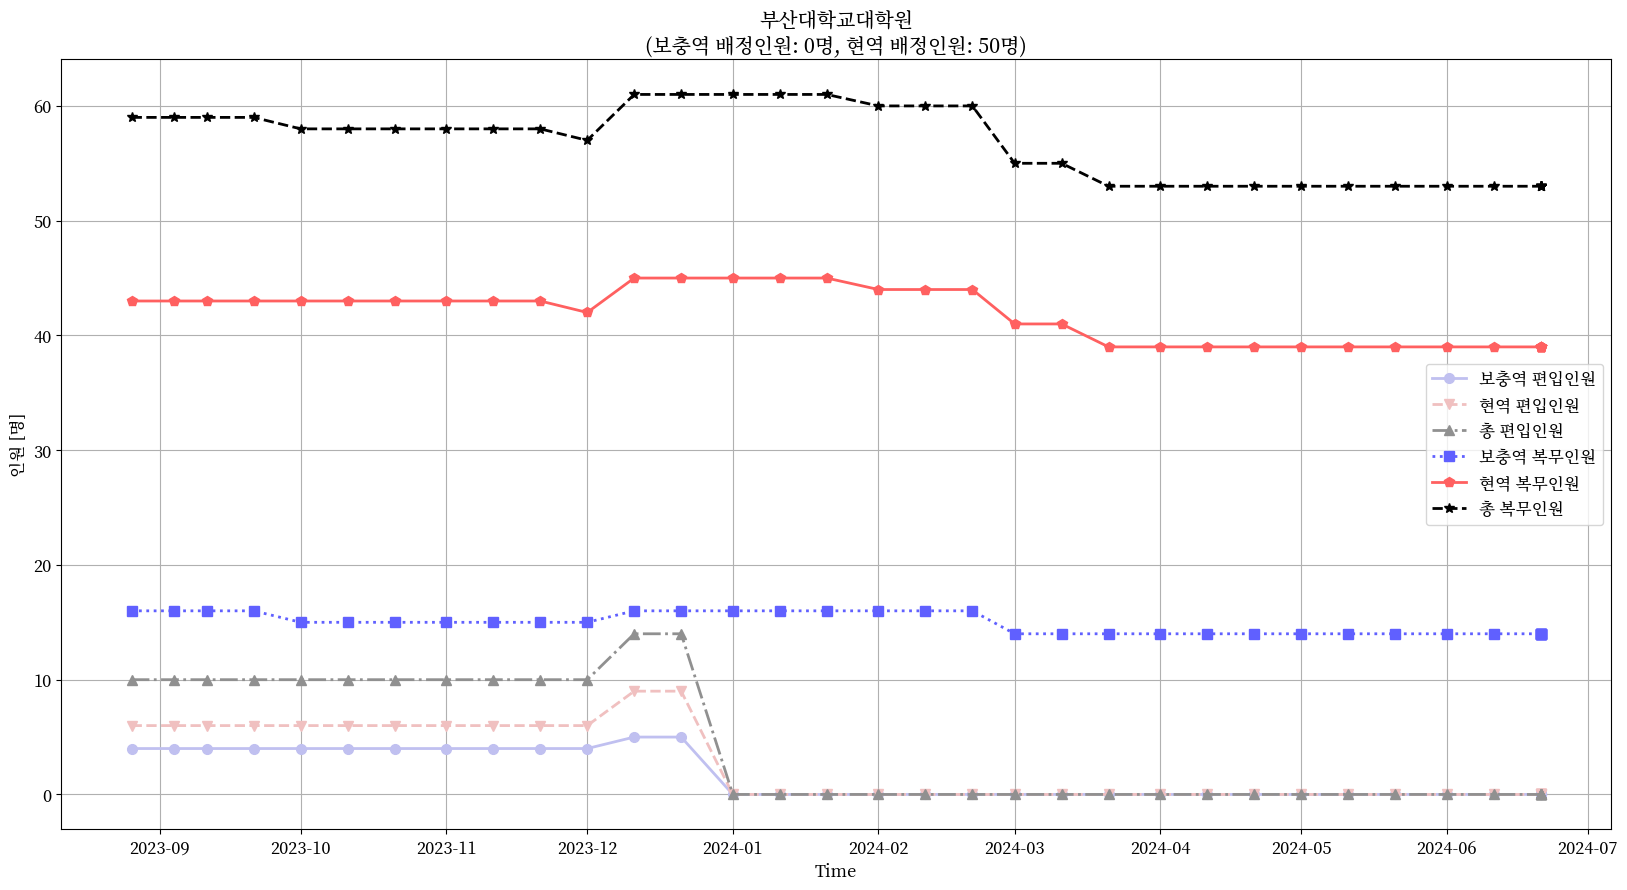 부산대학교대학원
(보충역 배정인원: 0명, 현역 배정인원: 50명)
인원 [명]
60
50
40
30
20
10
0
보충역 편입인원
현역 편입인원
총 편입인원
보충역 복무인원
현역 복무인원
총 복무인원
2023-09
2023-10
2023-11
2023-12
2024-01
2024-02
2024-03
2024-04
2024-05
2024-06
2024-07
Time